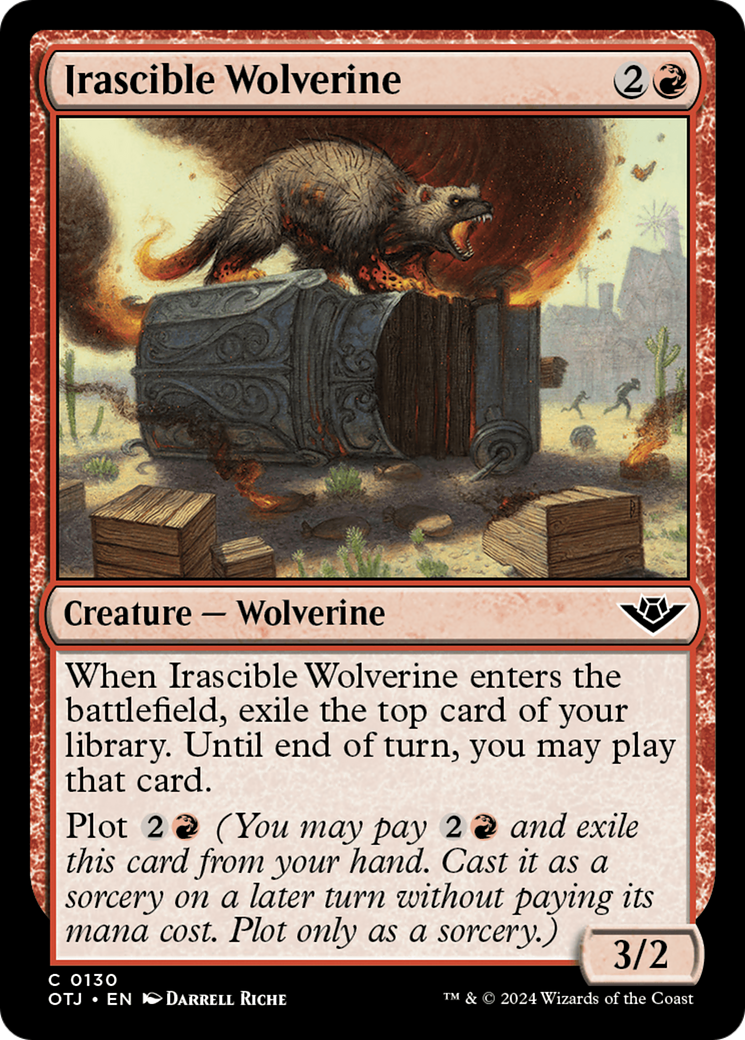 Irascible Wolverine 2
Creature — Wolverine
When Irascible Wolverine enters the
battlefield, exile the top card of your
library. Until end of turn, you may play
that card.
Plot 2 (You may pay 2 and exile
this card from your hand. Cast it as a
sorcery on a later turn without paying its
mana cost. Plot only as a sorcery.)
3/2
C 0130
OTJ • EN Darrell Riche
™ & © 2024 Wizards of the Coast